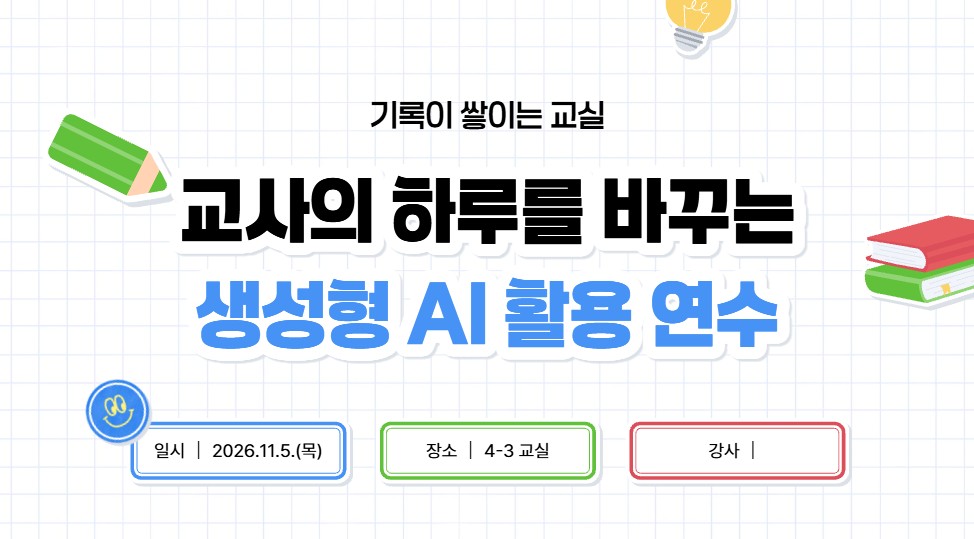 기록이 쌓이는 교실
교사의 하루를 바꾸는
생성형 AI 활용 연수
일시 | 2026.11.5.(목)
장소 | 4-3 교실
강사 |